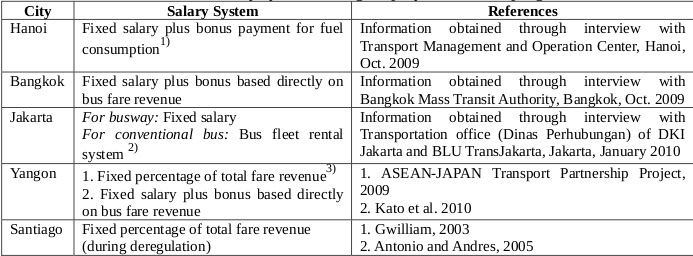 City Salary System References
Hanoi
Fixed salary plus bonus payment for fuel
consumption1)
Information obtained through interview with
Transport Management and Operation Center, Hanoi,
Oct. 2009
Bangkok
Fixed salary plus bonus based directly on
bus fare revenue
Information obtained through interview with
Bangkok Mass Transit Authority, Bangkok, Oct. 2009
Jakarta
For busway: Fixed salary
For conventional bus: Bus fleet rental
system 2)
Information obtained through interview with
Transportation office (Dinas Perhubungan) of DKI
Jakarta and BLU TransJakarta, Jakarta, January 2010
Yangon
1. Fixed percentage of total fare revenue3)
2. Fixed salary plus bonus based directly
on bus fare revenue
1. ASEAN-JAPAN Transport Partnership Project,
2009
2. Kato et al. 2010
Santiago
Fixed percentage of total fare revenue
(during deregulation)
1. Gwilliam, 2003
2. Antonio and Andres, 2005